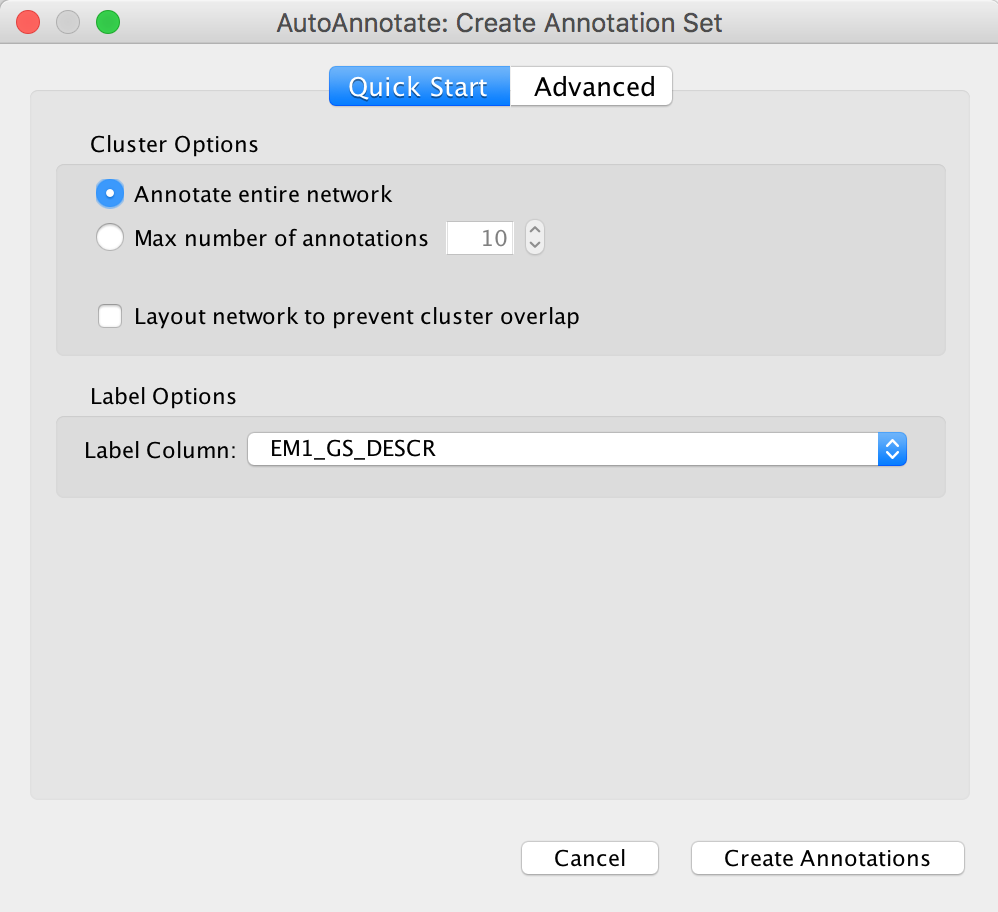 AutoAnnotate: Create Annotation Set
Quick Start Advanced
Cluster Options
Annotate entire network
Max number of annotations 10
Layout network to prevent cluster overlap
Label Options
Label Column: EM1_GS_DESCR
Cancel Create Annotations